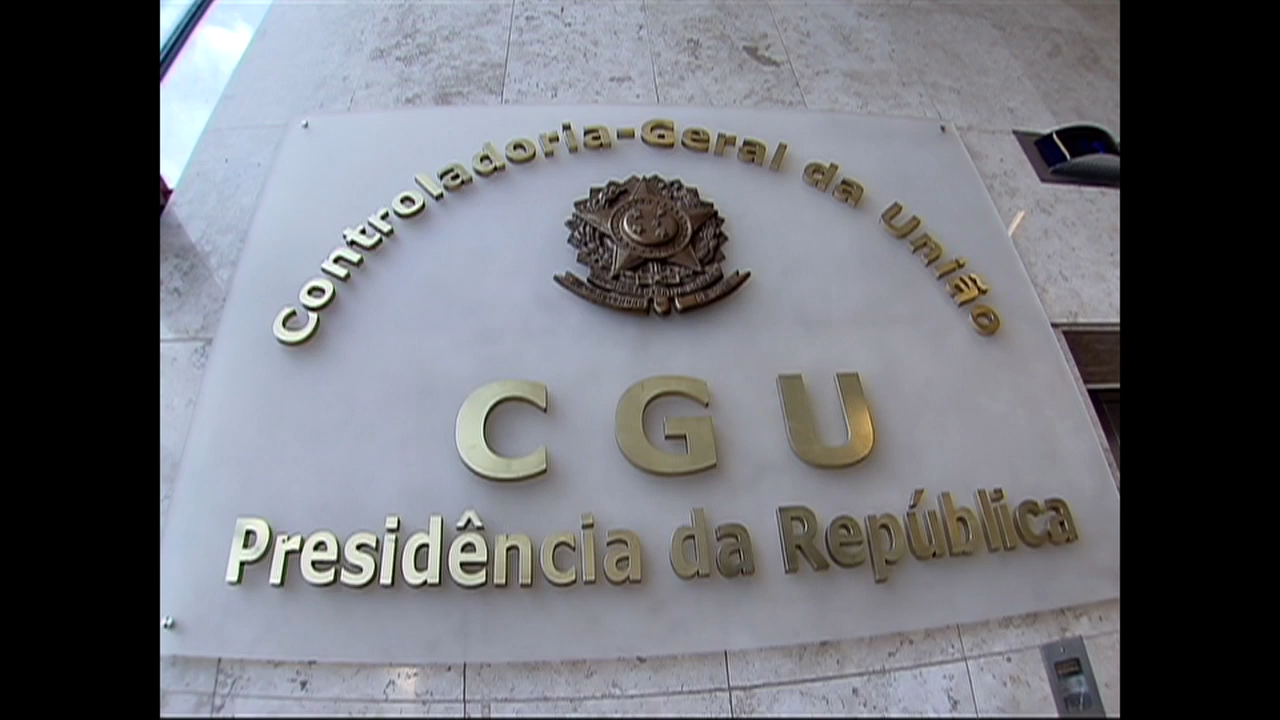 Controladoria-Geral da União
CGU
Presidência da República